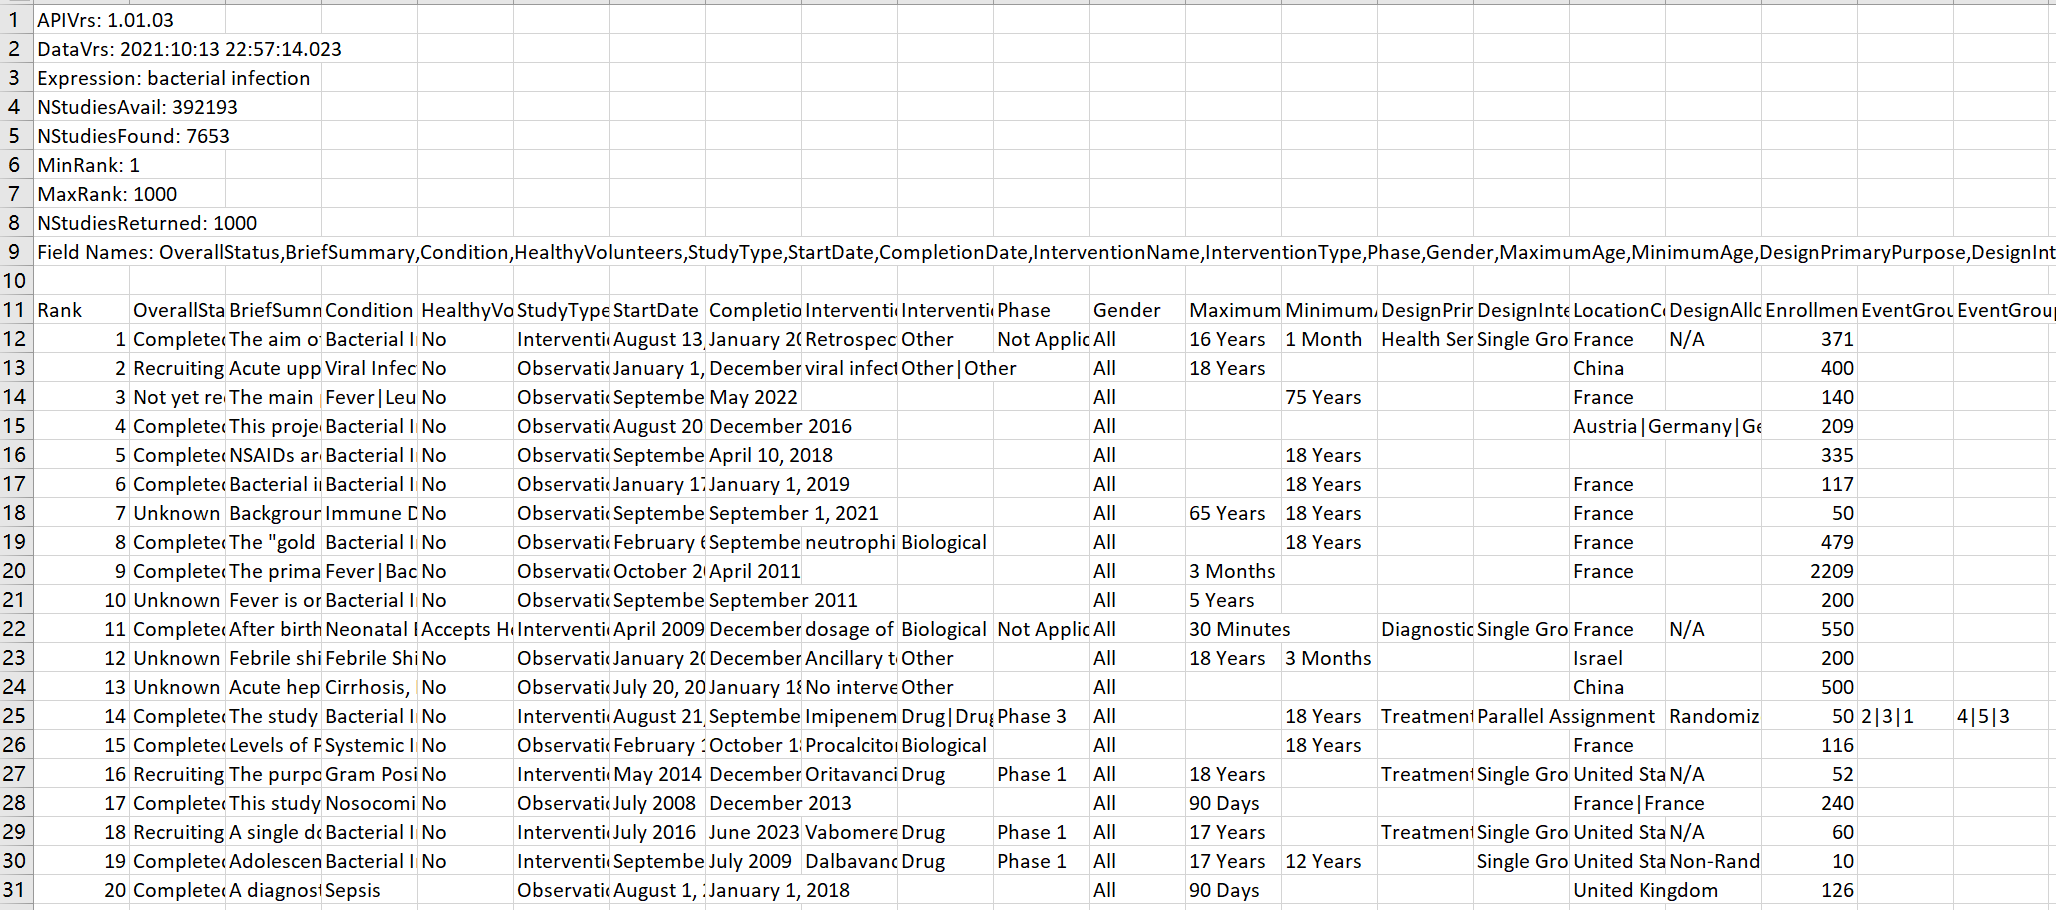 1 APIVrs: 1.01.03
2 DataVrs: 2021:10:13 22:57:14.023
3 Expression: bacterial infection
4 NStudiesAvail: 392193
5 NStudiesFound: 7653
6 MinRank: 1
7 MaxRank: 1000
8 NStudiesReturned: 1000
9 Field Names: OverallStatus,BriefSummary,Condition,HealthyVolunteers,StudyType,StartDate,CompletionDate,InterventionName,InterventionType,Phase,Gender,MaximumAge,MinimumAge,DesignPrimaryPurpose,DesignInt
10
11 Rank OverallSta BriefSumn Condition HealthyVo StudyType StartDate Completio Interventi Interventi Phase Gender Maximum Minimum DesignPrir DesignInte LocationC DesignAllc Enrollmen EventGrou EventGroup
12 1 Complete The aim o Bacterial I No Interventi August 13, January 20 Retrospec Other Not Applic All 16 Years 1 Month Health Ser Single Gro France N/A 371
13 2 Recruiting Acute upp Viral Infec No Observati January 1, December viral infect Other|Other All 18 Years China 400
14 3 Not yet re The main Fever|Leu No Observati Septembe May 2022 All 75 Years France 140
15 4 Complete This proje Bacterial I No Observati August 20 December 2016 All Austria|Germany|Ge 209
16 5 Complete NSAIDs ar Bacterial I No Observati Septembe April 10, 2018 All 18 Years 335
17 6 Complete Bacterial i Bacterial I No Observati January 17 January 1, 2019 All 18 Years France 117
18 7 Unknown Backgrour Immune D No Observati Septembe September 1, 2021 All 65 Years 18 Years France 50
19 8 Complete The "gold Bacterial I No Observati February 6 Septembe neutrophi Biological All 18 Years France 479
20 9 Complete The prima Fever|Bac No Observati October 2 April 2011 All 3 Months France 2209
21 10 Unknown Fever is or Bacterial I No Observati Septembe September 2011 All 5 Years 200
22 11 Complete After birth Neonatal Accepts He Interventi April 2009 December dosage of Biological Not Applic All 30 Minutes Diagnostic Single Gro France N/A 550
23 12 Unknown Febrile shi Febrile Shi No Observati January 20 December Ancillary t Other All 18 Years 3 Months Israel 200
24 13 Unknown Acute hep Cirrhosis, No Observati July 20, 20 January 18 No interve Other All China 500
25 14 Complete The study Bacterial I No Interventi August 21, Septembe Imipenem Drug|Drug Phase 3 All 18 Years Treatment Parallel Assignment Randomiz 50 2|3|1 4|5|3
26 15 Complete Levels of P Systemic I No Observati February 1 October 18 Procalcito Biological All 18 Years France 116
27 16 Recruiting The purpo Gram Posi No Interventi May 2014 December Oritavanci Drug Phase 1 All 18 Years Treatment Single Gro United Sta N/A 52
28 17 Complete This study Nosocomi No Observati July 2008 December 2013 All 90 Days France|France 240
29 18 Recruiting A single do Bacterial I No Interventi July 2016 June 2023 Vabomere Drug Phase 1 All 17 Years Treatment Single Gro United Sta N/A 60
30 19 Complete Adolescen Bacterial I No Interventi Septembe July 2009 Dalbavanc Drug Phase 1 All 17 Years 12 Years Single Gro United Sta Non-Rand 10
31 20 Complete A diagnost Sepsis Observati August 1, January 1, 2018 All 90 Days United Kingdom 126